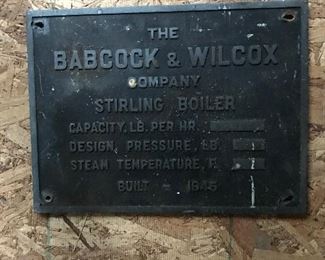 THE
BABCOCK & WILCOX
COMPANY
STIRLING BOILER
CAPACITY, LB. PER HR.
DESIGN, PRESSURE, LB.
STEAM TEMPERATURE, F.
BUILT - 1945